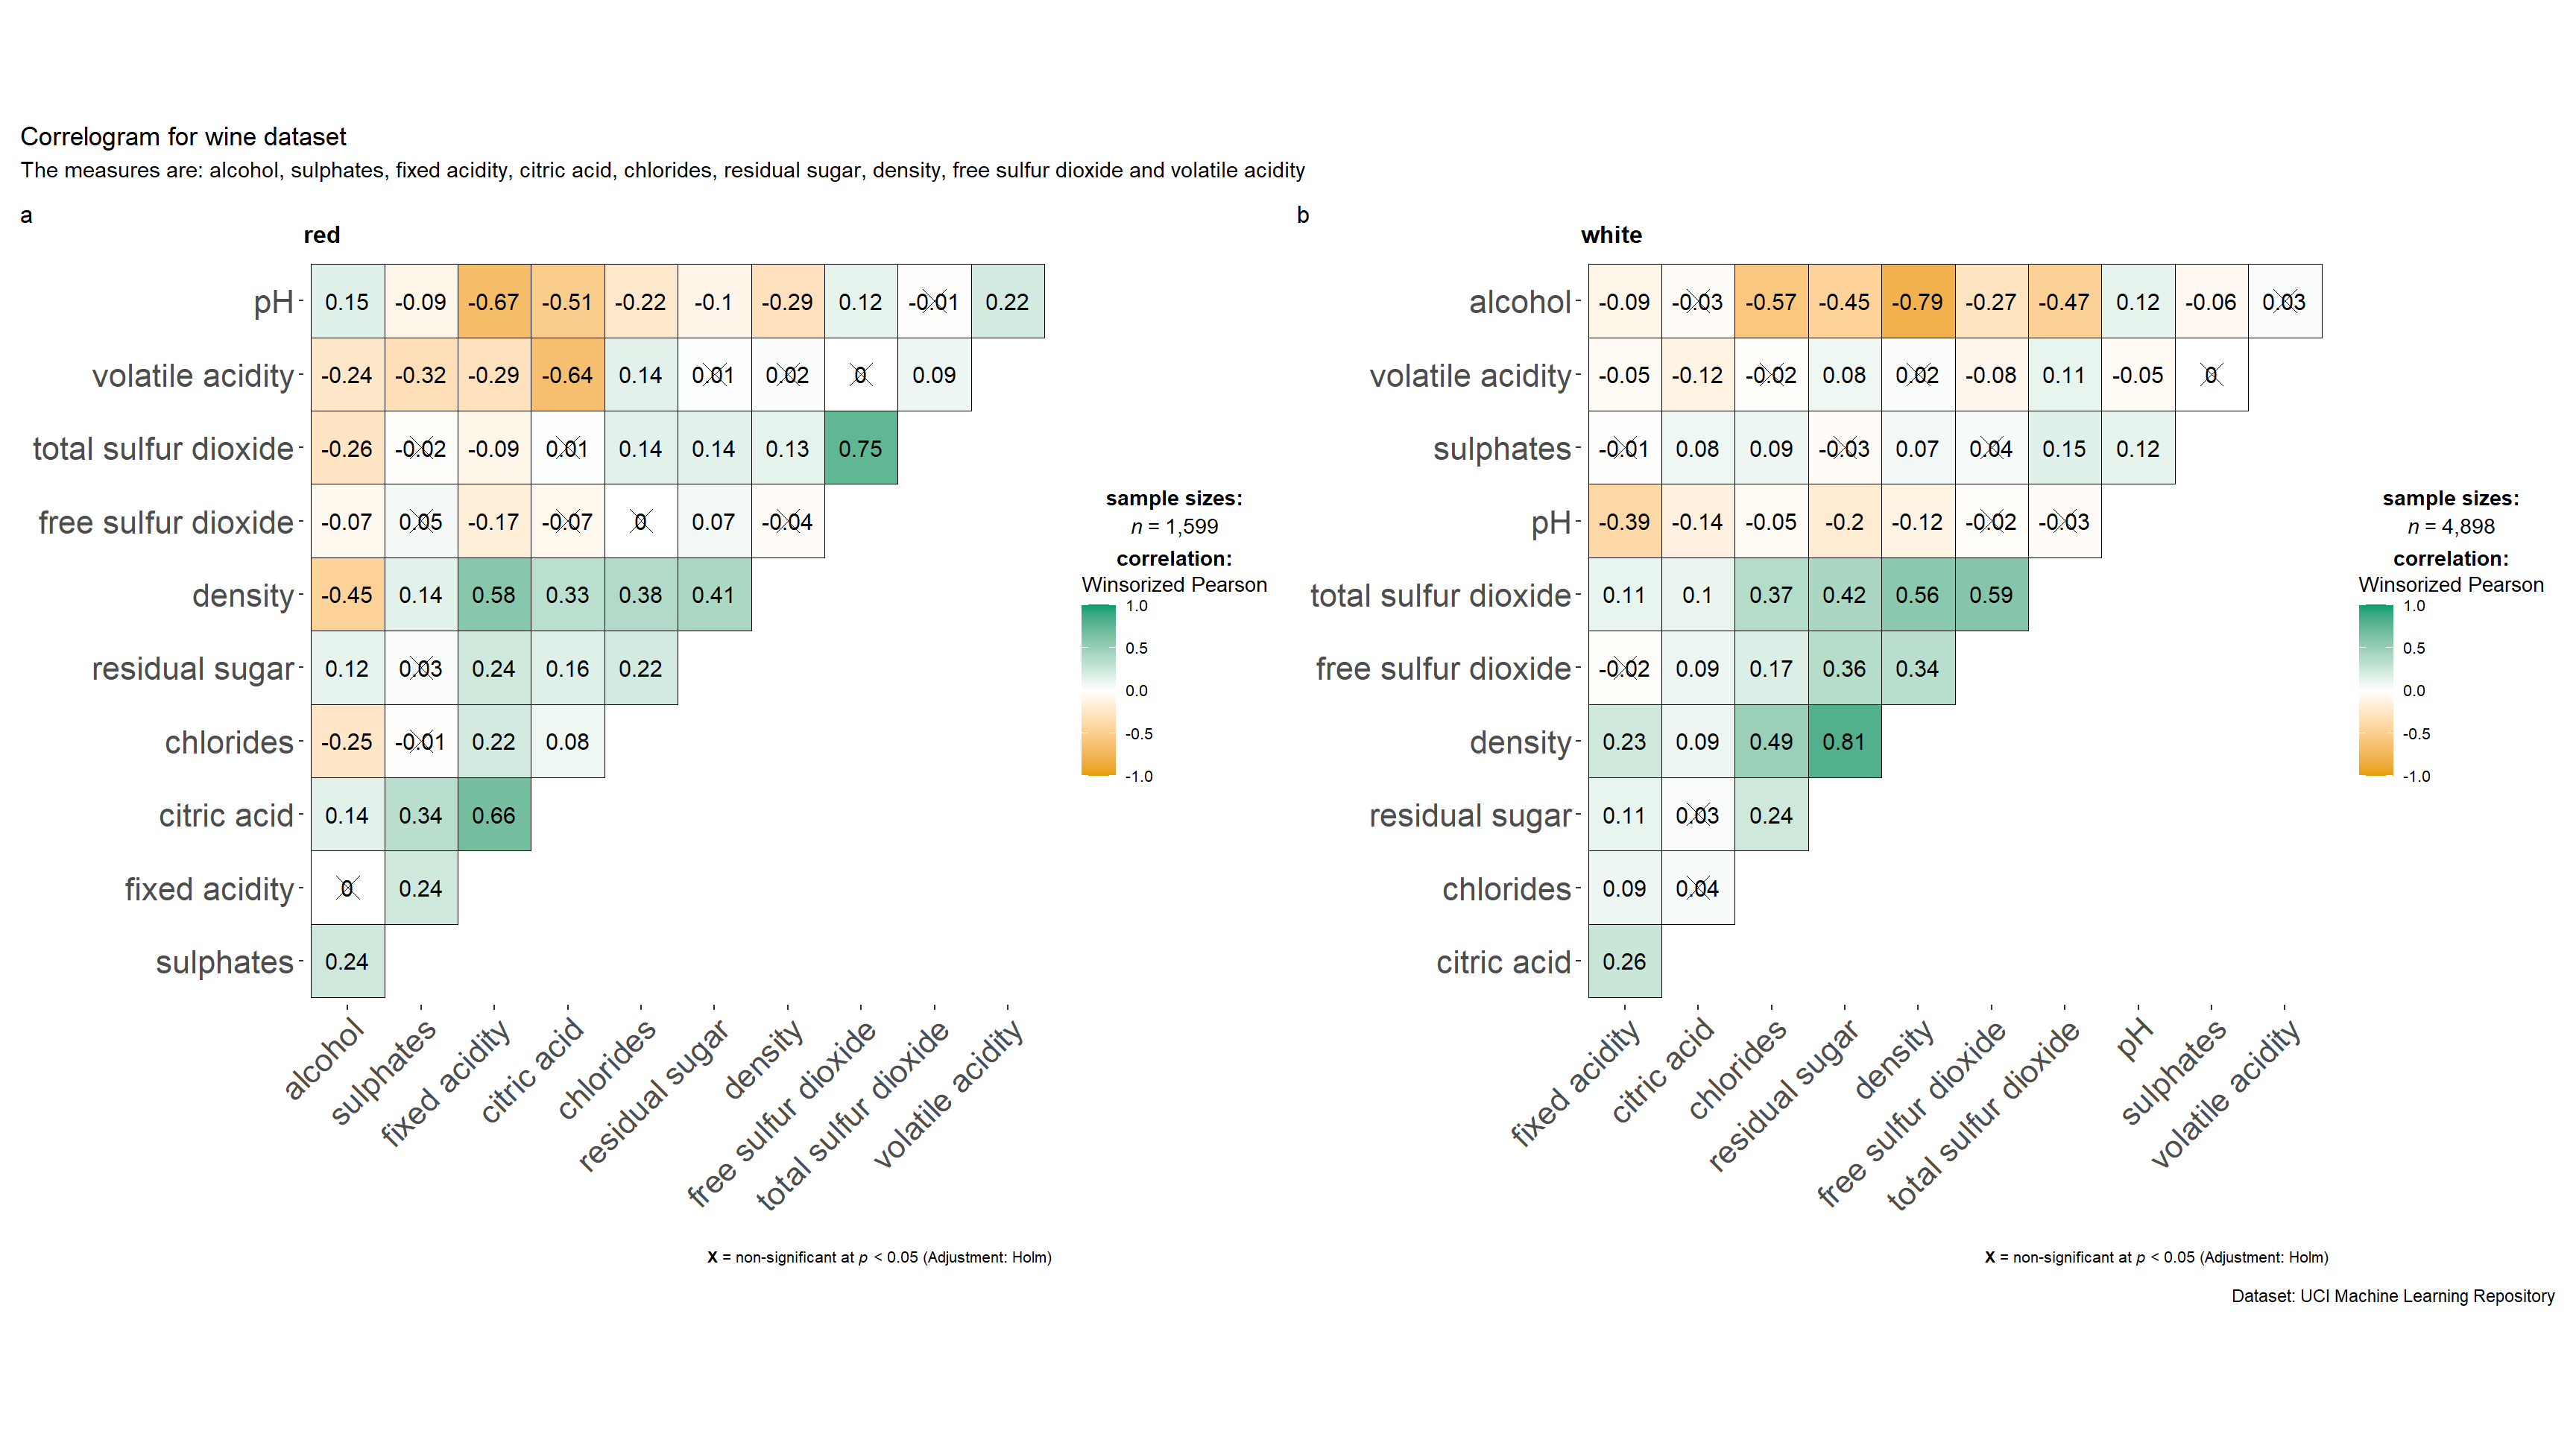 Correlogram for wine dataset
The measures are: alcohol, sulphates, fixed acidity, citric acid, chlorides, residual sugar, density, free sulfur dioxide and volatile acidity
a
red
pH 0.15 -0.09 -0.67 -0.51 -0.22 -0.1 -0.29 0.12 -0.01 0.22
volatile acidity -0.24 -0.32 -0.29 -0.64 0.14 0.01 0.02 0 0.09
total sulfur dioxide -0.26 -0.02 -0.09 0.01 0.14 0.14 0.13 0.75
free sulfur dioxide -0.07 0.05 -0.17 -0.07 0 0.07 -0.04
density -0.45 0.14 0.58 0.33 0.38 0.41
residual sugar 0.12 0.03 0.24 0.16 0.22
chlorides -0.25 -0.01 0.22 0.08
citric acid 0.14 0.34 0.66
fixed acidity 0 0.24
sulphates 0.24
alcohol
sulphates
fixed acidity
citric acid
chlorides
residual sugar
density
free sulfur dioxide
total sulfur dioxide
volatile acidity
sample sizes:
n = 1,599
correlation:
Winsorized Pearson
1.0
0.5
0.0
-0.5
-1.0
X = non-significant at p < 0.05 (Adjustment: Holm)
b
white
alcohol -0.09 -0.03 -0.57 -0.45 -0.79 -0.27 -0.47 0.12 -0.06 0.03
volatile acidity -0.05 -0.12 -0.02 0.08 0.02 -0.08 0.11 -0.05 0
sulphates -0.01 0.08 0.09 -0.03 0.07 0.04 0.15 0.12
pH -0.39 -0.14 -0.05 -0.2 -0.12 -0.02 -0.03
total sulfur dioxide 0.11 0.1 0.37 0.42 0.56 0.59
free sulfur dioxide -0.02 0.09 0.17 0.36 0.34
density 0.23 0.09 0.49 0.81
residual sugar 0.11 0.03 0.24
chlorides 0.09 0.04
citric acid 0.26
fixed acidity
citric acid
chlorides
residual sugar
density
free sulfur dioxide
total sulfur dioxide
pH
sulphates
volatile acidity
sample sizes:
n = 4,898
correlation:
Winsorized Pearson
1.0
0.5
0.0
-0.5
-1.0
X = non-significant at p < 0.05 (Adjustment: Holm)
Dataset: UCI Machine Learning Repository